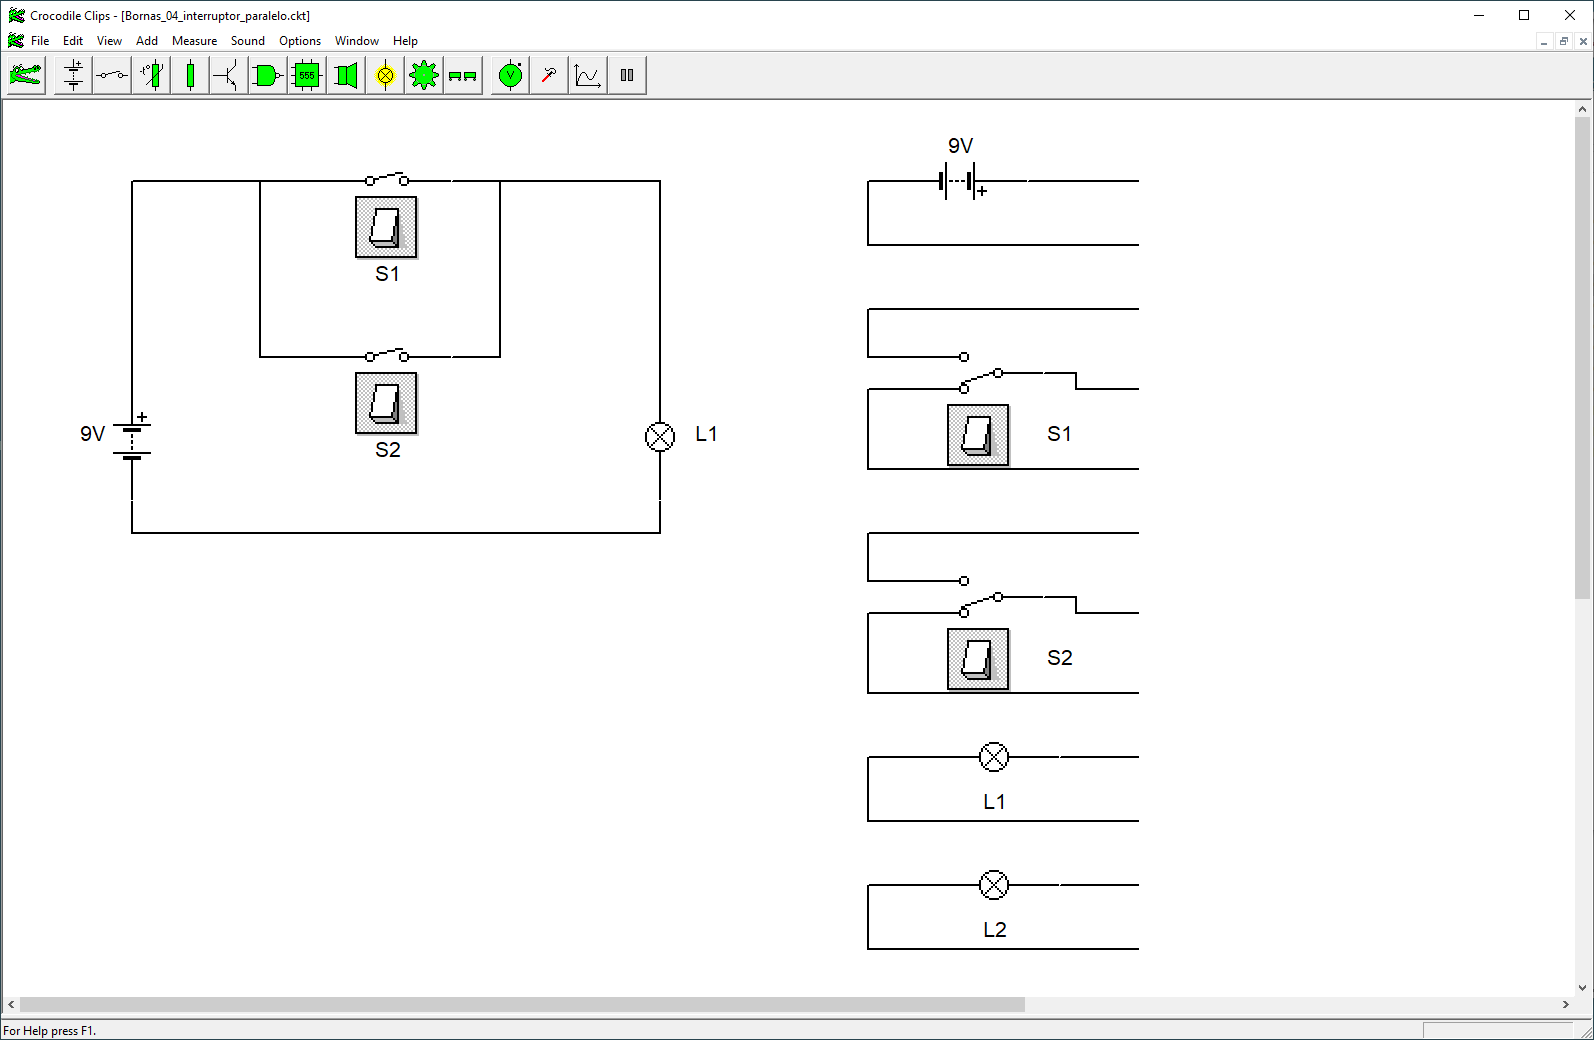 Crocodile Clips - [Bornas_04_interruptor_paralelo.ckt]
File Edit View Add Measure Sound Options Window Help
555
V
9V
+
S1
S2
9V
+
L1
S1
S2
L1
L2
For Help press F1.